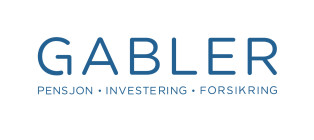 GABLER
PENSJON • INVESTERING • FORSIKRING